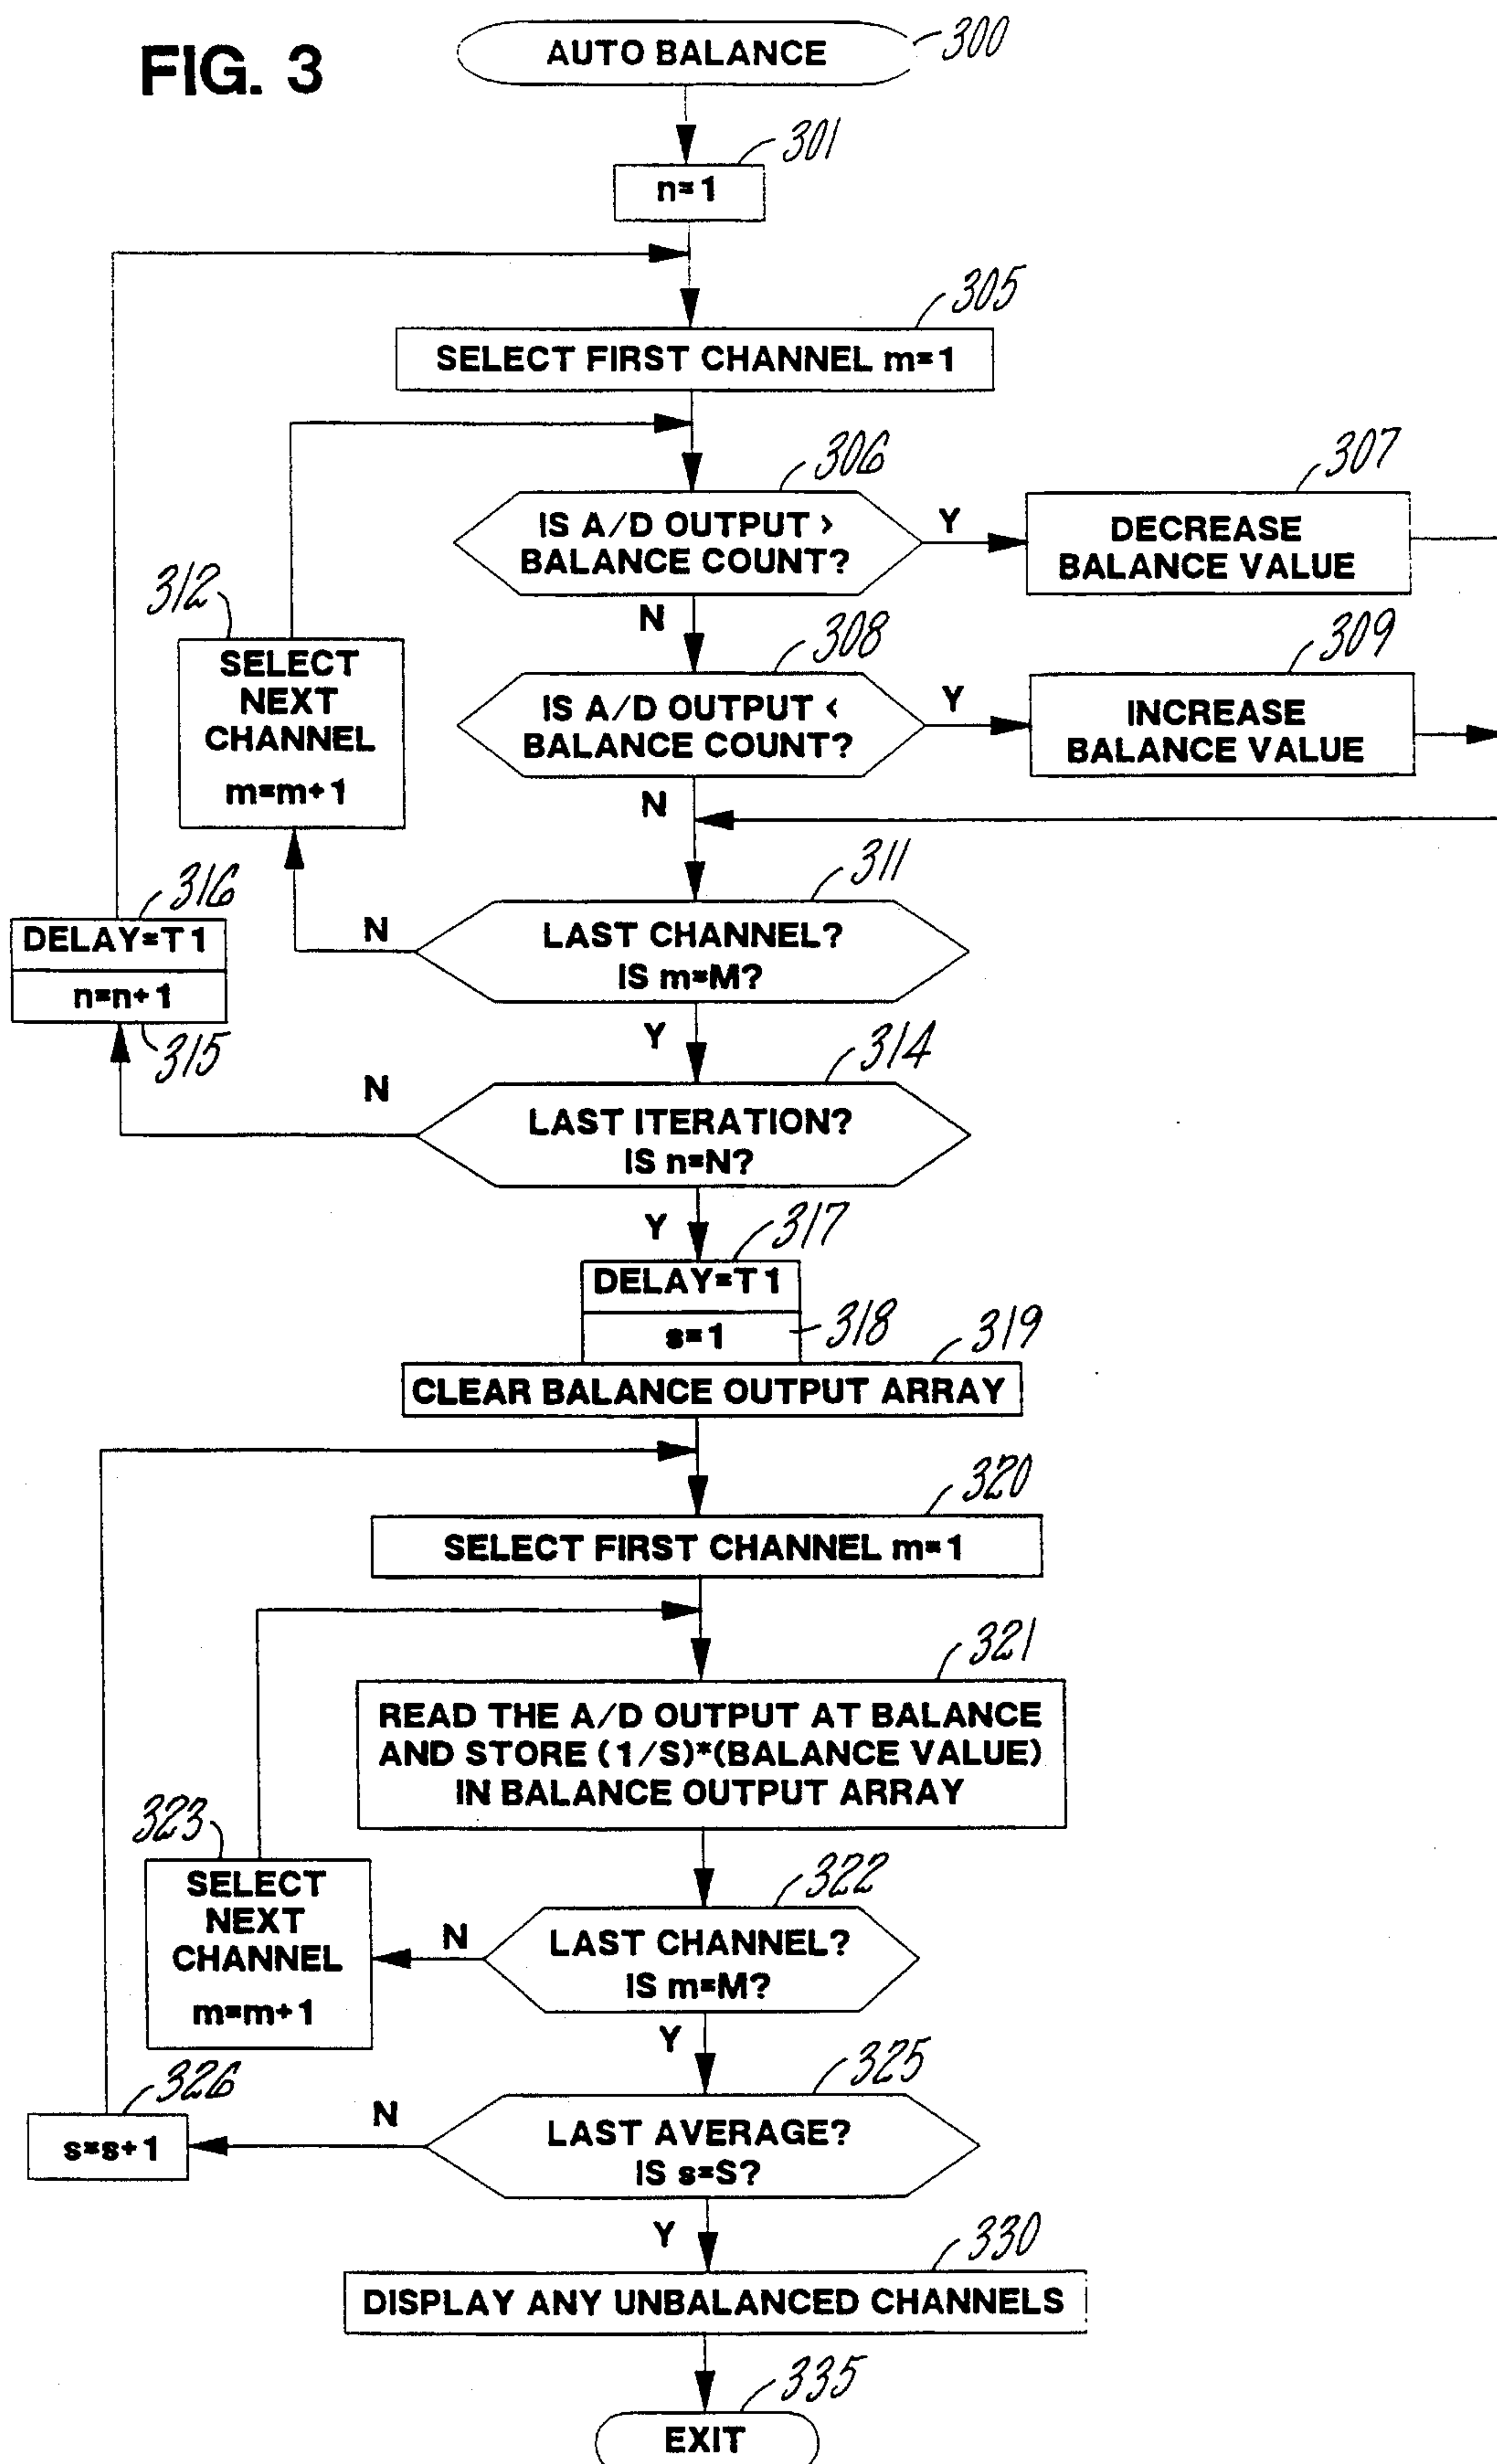 FIG. 3
AUTO BALANCE
300
301
n=1
305
SELECT FIRST CHANNEL m=1
306
IS A/D OUTPUT >
BALANCE COUNT?
Y
307
DECREASE
BALANCE VALUE
N
308
IS A/D OUTPUT <
BALANCE COUNT?
Y
309
INCREASE
BALANCE VALUE
N
312
SELECT
NEXT
CHANNEL
m=m+1
311
LAST CHANNEL?
IS m=M?
N
316
DELAY=T1
n=n+1
315
Y
314
LAST ITERATION?
IS n=N?
N
Y
317
DELAY=T1
s=1
318
319
CLEAR BALANCE OUTPUT ARRAY
320
SELECT FIRST CHANNEL m=1
321
READ THE A/D OUTPUT AT BALANCE
AND STORE (1/S)*(BALANCE VALUE)
IN BALANCE OUTPUT ARRAY
323
SELECT
NEXT
CHANNEL
m=m+1
322
LAST CHANNEL?
IS m=M?
N
Y
325
LAST AVERAGE?
IS s=S?
N
326
s=s+1
Y
330
DISPLAY ANY UNBALANCED CHANNELS
335
EXIT